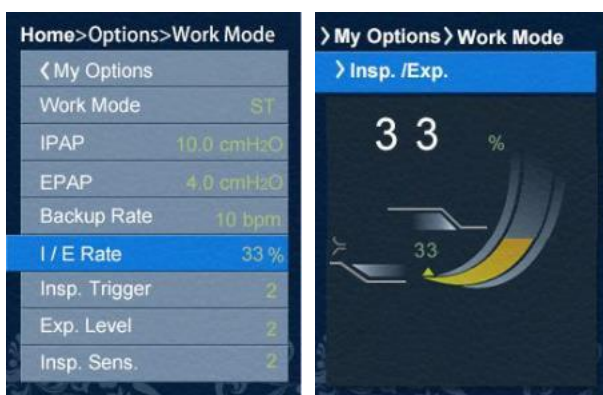 Home>Options>Work Mode
<My Options
Work Mode ST
IPAP 10.0 cmH2O
EPAP 4.0 cmH2O
Backup Rate 10 bpm
I / E Rate 33 %
Insp. Trigger 2
Exp. Level 2
Insp. Sens. 2
>My Options>Work Mode
>Insp. /Exp.
33 %
33